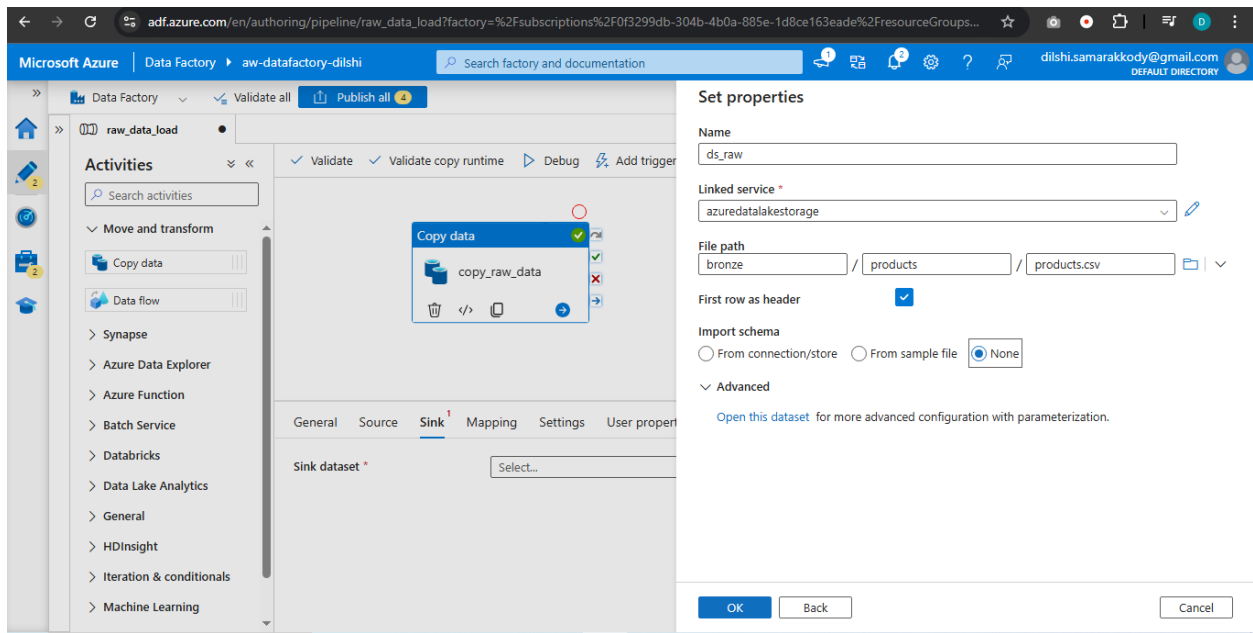 adf.azure.com/en/authoring/pipeline/raw_data_load?factory=%2Fsubscriptions%2F0f3299db-304b-4b0a-885e-1d8ce163eade%2FresourceGroups...
D
Microsoft Azure
Data Factory
aw-datafactory-dilshi
Search factory and documentation
1
2
dilshi.samarakkody@gmail.com
DEFAULT DIRECTORY
Data Factory
Validate all
Publish all 4
raw_data_load
2
2
Activities
Search activities
Move and transform
Copy data
Data flow
Synapse
Azure Data Explorer
Azure Function
Batch Service
Databricks
Data Lake Analytics
General
HDInsight
Iteration & conditionals
Machine Learning
Validate
Validate copy runtime
Debug
Add trigger
Copy data
copy_raw_data
General
Source
Sink 1
Mapping
Settings
User propert
Sink dataset *
Select...
Set properties
Name
ds_raw
Linked service *
azuredatalakestorage
File path
bronze / products / products.csv
First row as header
Import schema
From connection/store
From sample file
None
Advanced
Open this dataset for more advanced configuration with parameterization.
OK
Back
Cancel